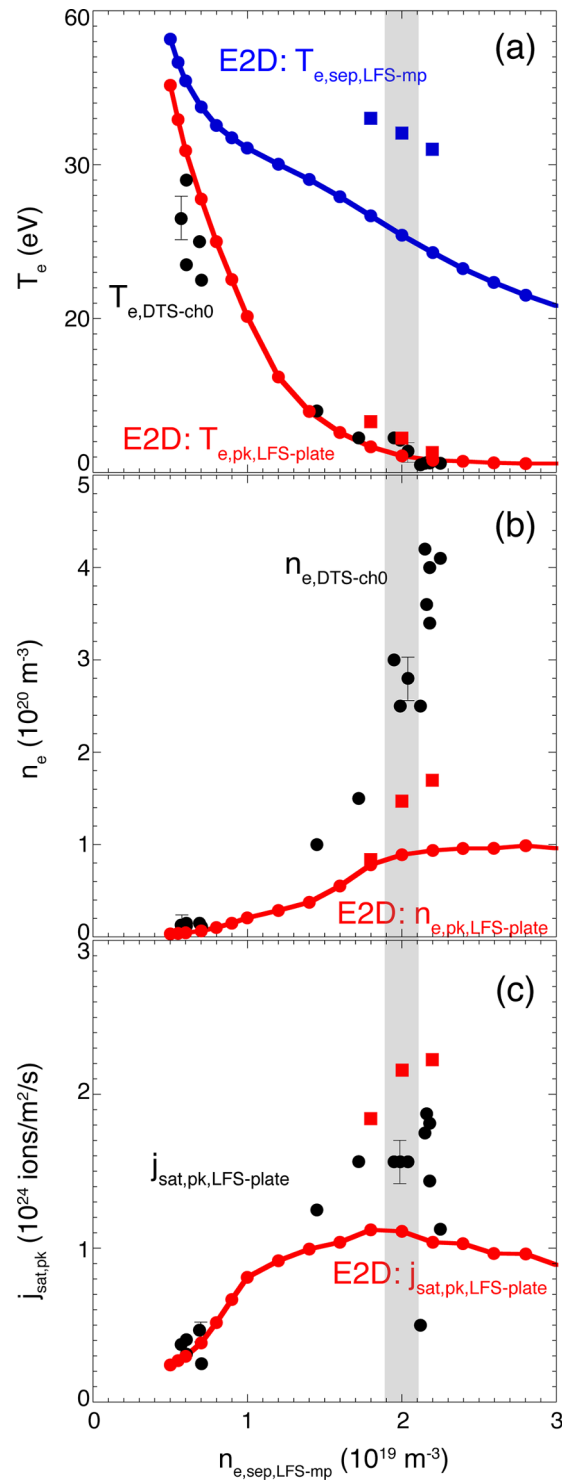 60
(a)
E2D: T e,sep,LFS-mp
30
T e (eV)
T e,DTS-ch0
20
E2D: T e,pk,LFS-plate
0
5
(b)
n e,DTS-ch0
4
3
n e (10 20 m -3)
2
1
E2D: n e,pk,LFS-plate
0
3
(c)
2
j sat,pk,LFS-plate
j sat,pk (10 24 ions/m 2 /s)
1
E2D: j sat,pk,LFS-plate
0
0 1 2 3
n e,sep,LFS-mp (10 19 m -3)